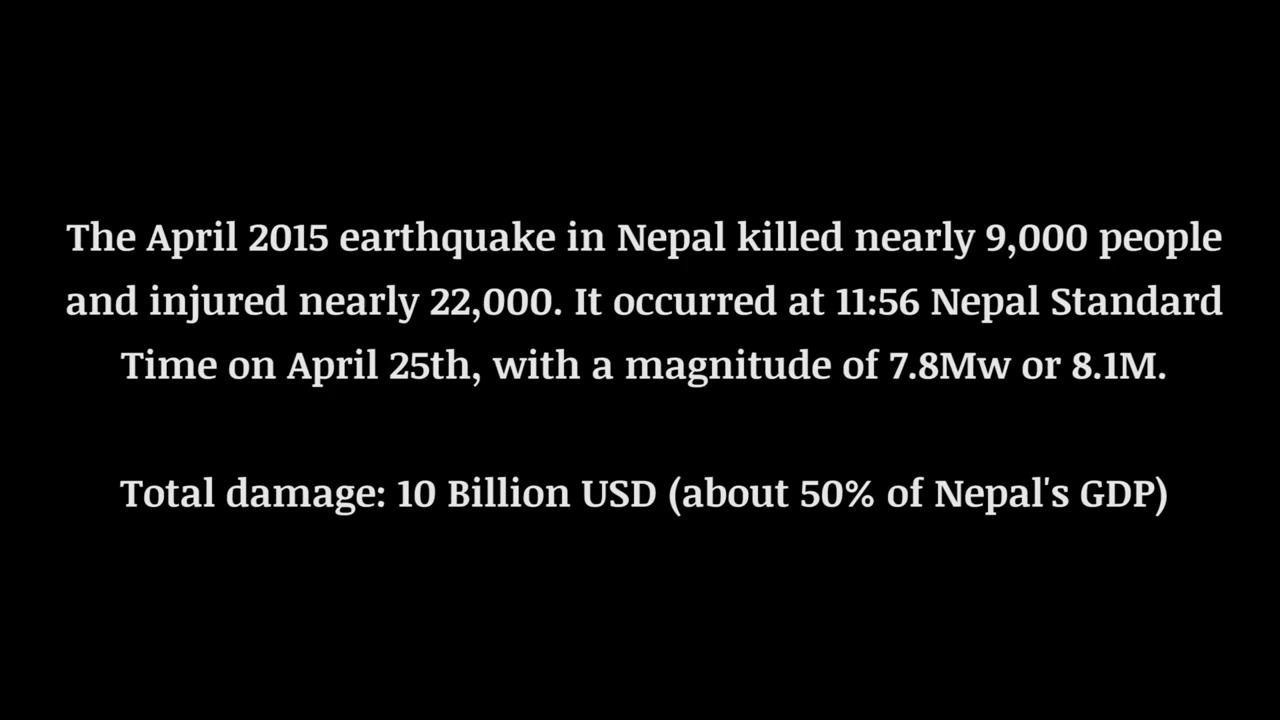 The April 2015 earthquake in Nepal killed nearly 9,000 people
and injured nearly 22,000. It occurred at 11:56 Nepal Standard
Time on April 25th, with a magnitude of 7.8Mw or 8.1M.
Total damage: 10 Billion USD (about 50% of Nepal's GDP)